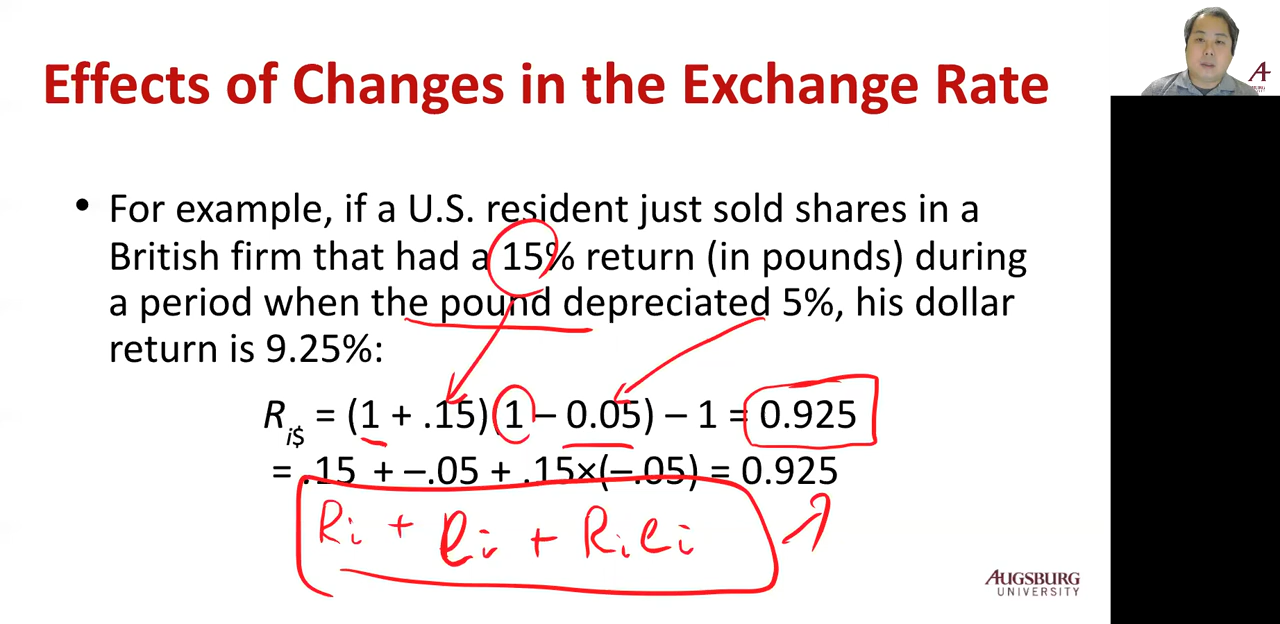 Effects of Changes in the Exchange Rate
• For example, if a U.S. resident just sold shares in a
British firm that had a 15% return (in pounds) during
a period when the pound depreciated 5%, his dollar
return is 9.25%:
Ri$ = (1 + .15)(1 – 0.05) – 1 = 0.925
= .15 + –.05 + .15×(–.05) = 0.925
Ri + ei + Riei
AUGSBURG
UNIVERSITY